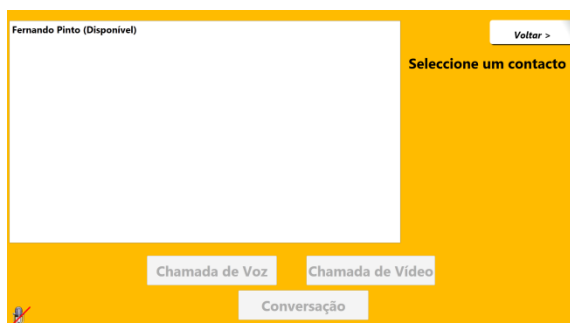 Fernando Pinto (Disponível)
Voltar >
Seleccione um contacto
Chamada de Voz
Chamada de Vídeo
Conversação